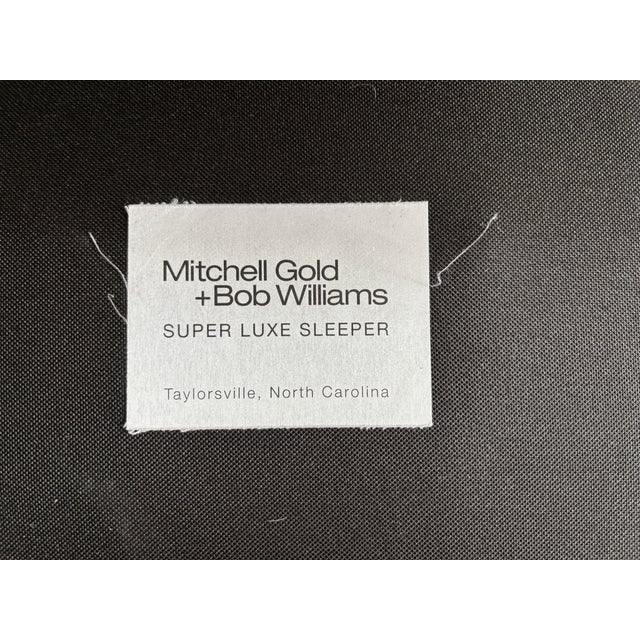 Mitchell Gold
+Bob Williams
SUPER LUXE SLEEPER
Taylorsville, North Carolina